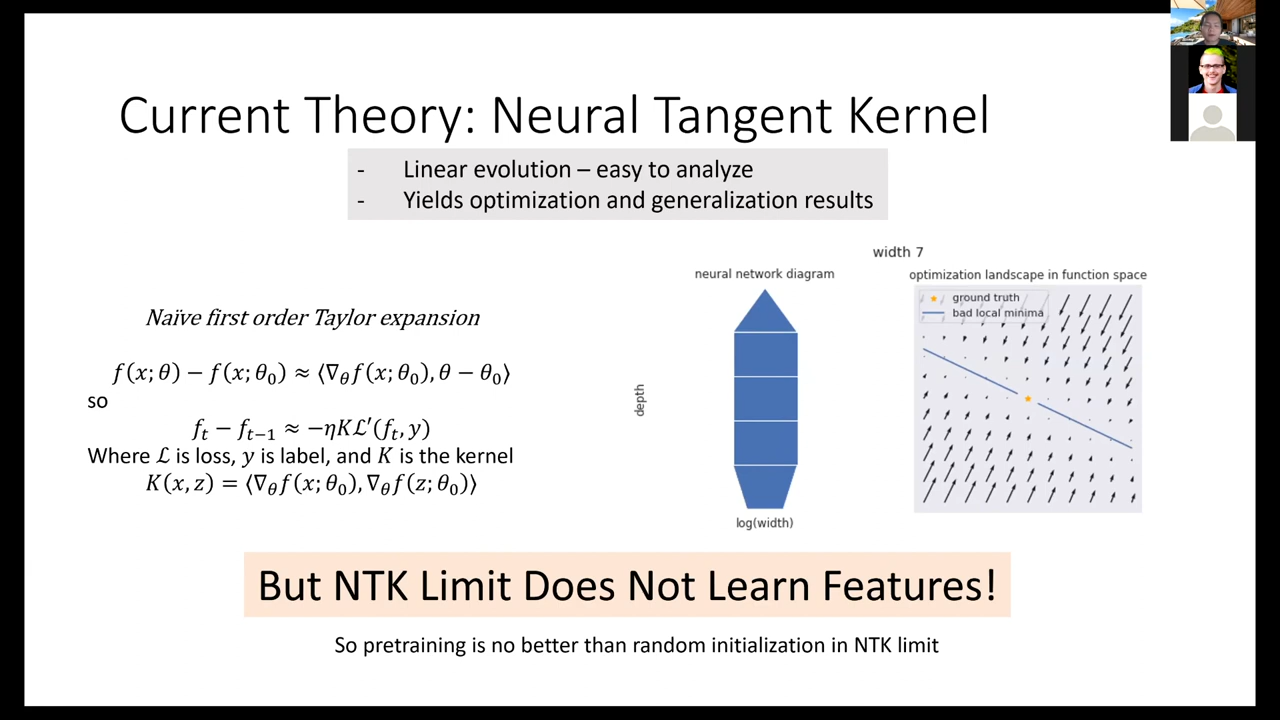 Current Theory: Neural Tangent Kernel
- Linear evolution – easy to analyze
- Yields optimization and generalization results
Naïve first order Taylor expansion
f(x; θ) − f(x; θ₀) ≈ ⟨∇_θ f(x; θ₀), θ − θ₀⟩
so
f_t − f_{t−1} ≈ −ηKℒ′(f_t, y)
Where ℒ is loss, y is label, and K is the kernel
K(x, z) = ⟨∇_θ f(x; θ₀), ∇_θ f(z; θ₀)⟩
width 7
neural network diagram
depth
log(width)
optimization landscape in function space
ground truth
bad local minima
But NTK Limit Does Not Learn Features!
So pretraining is no better than random initialization in NTK limit